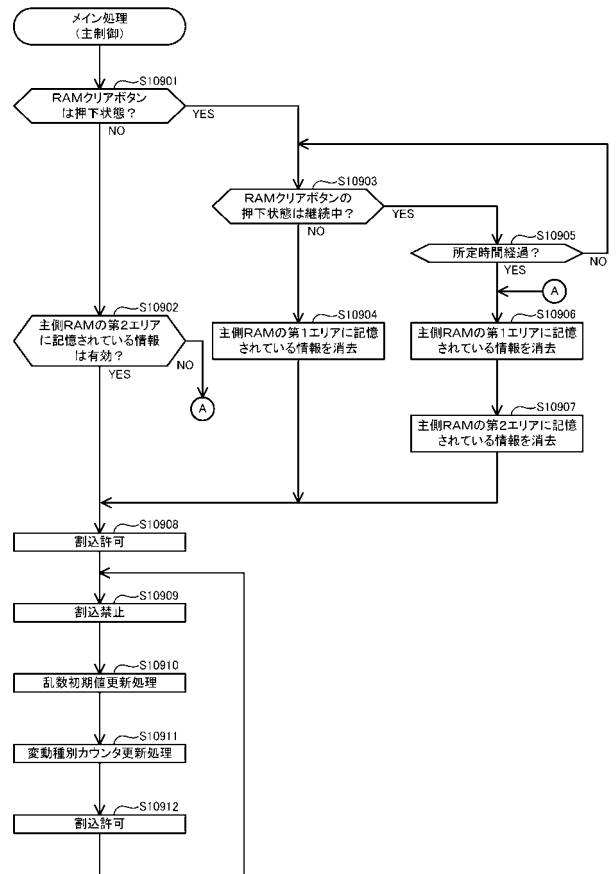 メイン処理
(主制御)
S10901
RAMクリアボタン
は押下状態?
YES
NO
S10903
RAMクリアボタンの
押下状態は継続中?
YES
NO
S10905
所定時間経過?
NO
YES
A
S10902
主側RAMの第2エリア
に記憶されている情報
は有効?
NO
YES
A
S10904
主側RAMの第1エリアに記憶
されている情報を消去
S10906
主側RAMの第1エリアに記憶
されている情報を消去
S10907
主側RAMの第2エリアに記憶
されている情報を消去
S10908
割込許可
S10909
割込禁止
S10910
乱数初期値更新処理
S10911
変動種別カウンタ更新処理
S10912
割込許可